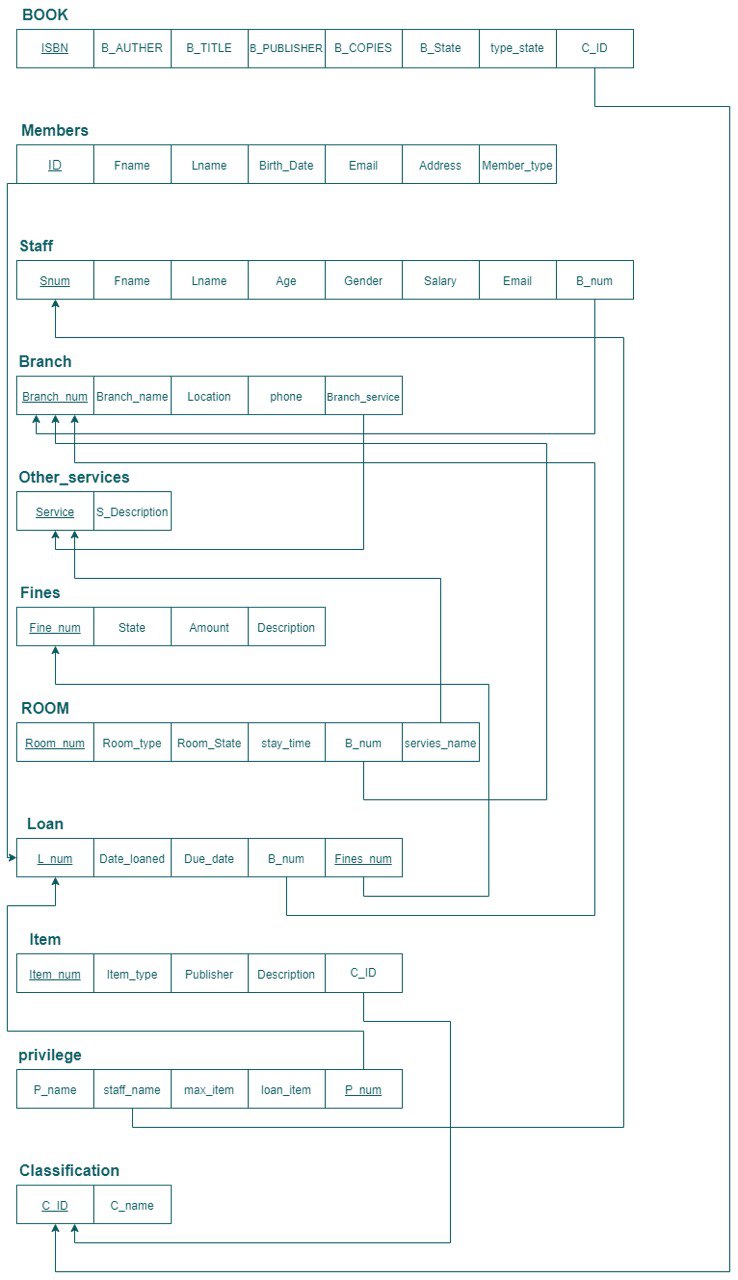 BOOK
ISBN B_AUTHER B_TITLE B_PUBLISHER B_COPIES B_State type_state C_ID
Members
ID Fname Lname Birth_Date Email Address Member_type
Staff
Snum Fname Lname Age Gender Salary Email B_num
Branch
Branch_num Branch_name Location phone Branch_service
Other_services
Service S_Description
Fines
Fine_num State Amount Description
ROOM
Room_num Room_type Room_State stay_time B_num servies_name
Loan
L_num Date_loaned Due_date B_num Fines_num
Item
Item_num Item_type Publisher Description C_ID
privilege
P_name staff_name max_item loan_item P_num
Classification
C_ID C_name